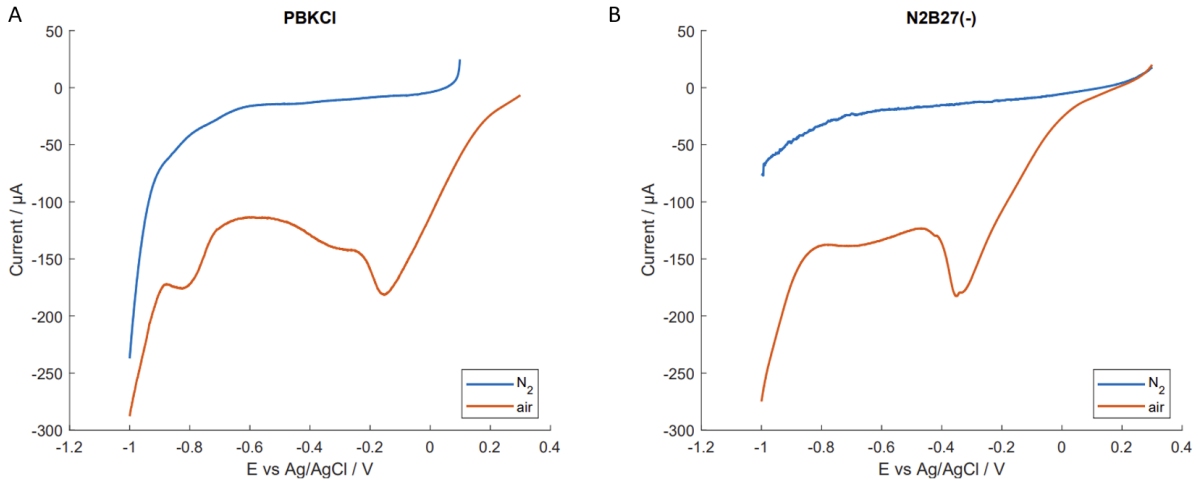 A
PBKCl
50
0
-50
-100
-150
-200
-250
-300
Current / µA
-1.2
-1
-0.8
-0.6
-0.4
-0.2
0
0.2
0.4
E vs Ag/AgCl / V
N2
air
B
N2B27(-)
50
0
-50
-100
-150
-200
-250
-300
Current / µA
-1.2
-1
-0.8
-0.6
-0.4
-0.2
0
0.2
0.4
E vs Ag/AgCl / V
N2
air